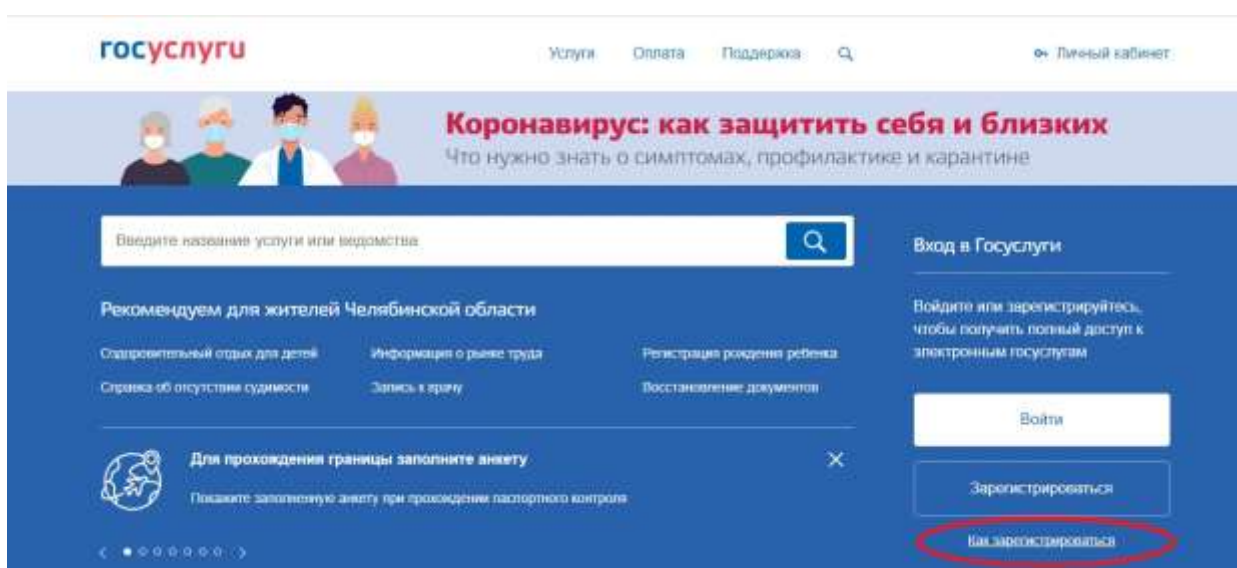 госуслуги
Услуги Оплата Поддержка Личный кабинет
Коронавирус: как защитить себя и близких
Что нужно знать о симптомах, профилактике и карантине
Введите название услуги или ведомства
Вход в Госуслуги
Рекомендуем для жителей Челябинской области
Войдите или зарегистрируйтесь,
чтобы получить полный доступ к
электронным госуслугам
Оздоровительный отдых для детей Информация о рынке труда Регистрация рождения ребенка
Справка об отсутствии судимости Запись к врачу Восстановление документов
Войти
Для прохождения границы заполните анкету
Покажите заполненную анкету при прохождении паспортного контроля
Зарегистрироваться
Как зарегистрироваться